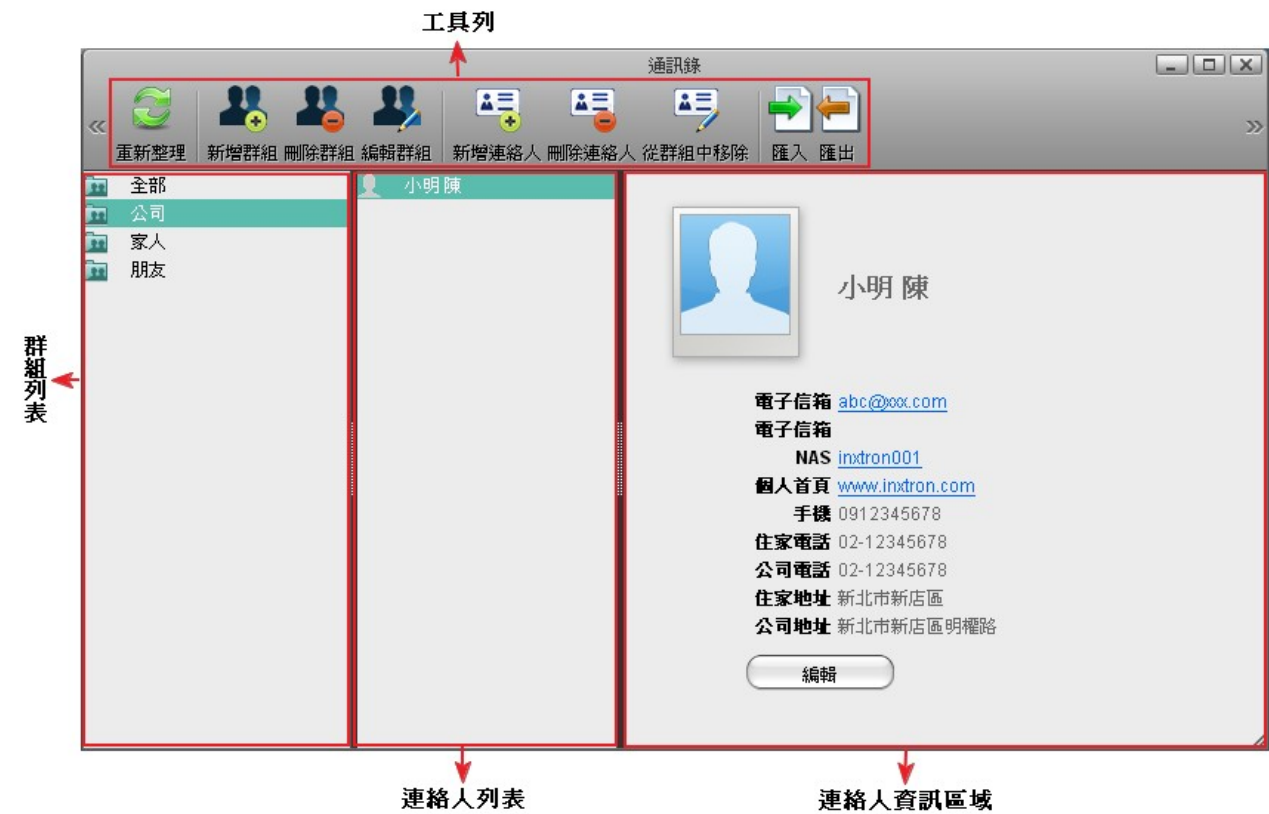 工具列
通訊錄
重新整理 新增群組 刪除群組 編輯群組 新增連絡人 刪除連絡人 從群組中移除 匯入 匯出
全部
公司
家人
朋友
小明 陳
小明 陳
電子信箱 abc@xxx.com
電子信箱
NAS inxtron001
個人首頁 www.inxtron.com
手機 0912345678
住家電話 02-12345678
公司電話 02-12345678
住家地址 新北市新店區
公司地址 新北市新店區明權路
編輯
群組列表
連絡人列表
連絡人資訊區域